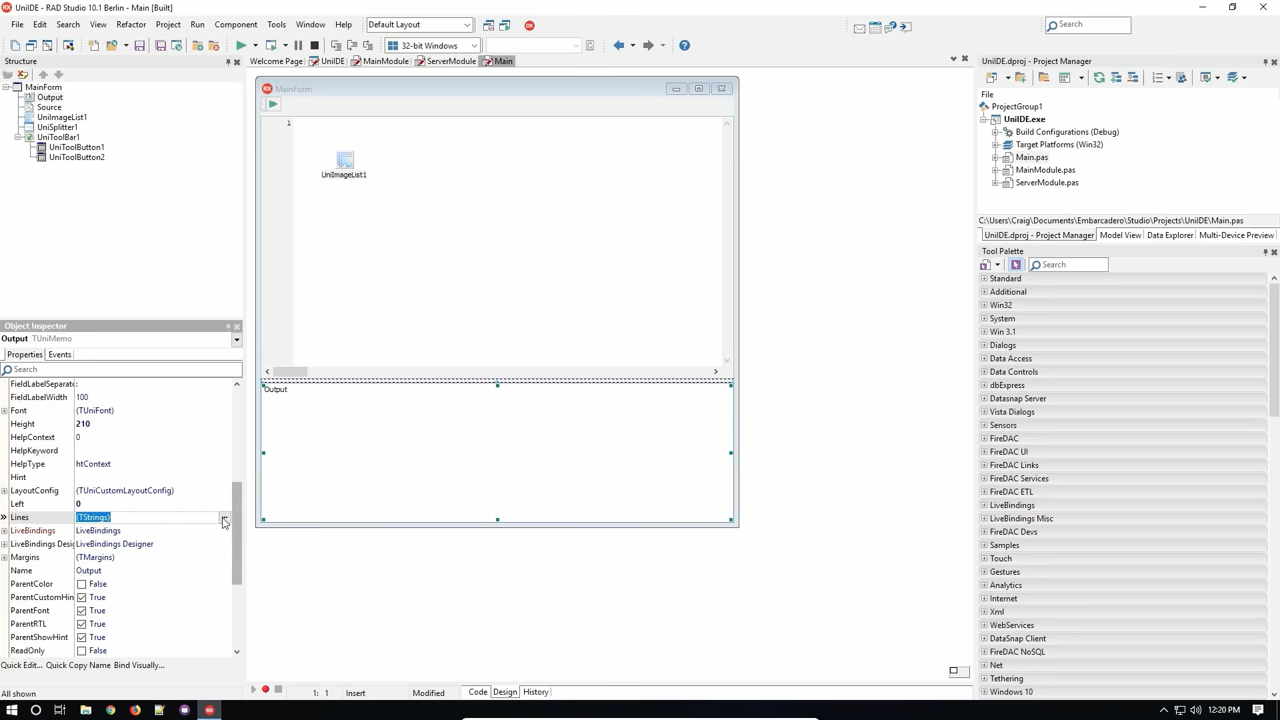 UniIDE - RAD Studio 10.1 Berlin - Main [Built]
File Edit Search View Refactor Project Run Component Tools Window Help Default Layout
Search
32-bit Windows
Structure
Welcome Page UniIDE MainModule ServerModule Main
UniIDE.dproj - Project Manager
MainForm
Output
Source
UniImageList1
UniSplitter1
UniToolBar1
UniToolButton1
UniToolButton2
MainForm
1
UniImageList1
Output
File
ProjectGroup1
UniIDE.exe
Build Configurations (Debug)
Target Platforms (Win32)
Main.pas
MainModule.pas
ServerModule.pas
C:\Users\Craig\Documents\Embarcadero\Studio\Projects\UniIDE\Main.pas
UniIDE.dproj - Project Manager Model View Data Explorer Multi-Device Preview
Tool Palette
Search
Standard
Additional
Win32
System
Win 3.1
Dialogs
Data Access
Data Controls
dbExpress
Datasnap Server
Vista Dialogs
Sensors
FireDAC
FireDAC UI
FireDAC Links
FireDAC Services
FireDAC ETL
LiveBindings
LiveBindings Misc
FireDac Devs
Samples
Touch
Gestures
Analytics
Internet
Xml
WebServices
DataSnap Client
FireDAC NoSQL
Net
Tethering
Windows 10
Object Inspector
Output TUniMemo
Properties Events
Search
FieldLabelSeparatc :
FieldLabelWidth 100
Font (TUniFont)
Height 210
HelpContext 0
HelpKeyword
HelpType htContext
Hint
LayoutConfig (TUniCustomLayoutConfig)
Left 0
Lines (TStrings)
LiveBindings LiveBindings
LiveBindings Desig LiveBindings Designer
Margins (TMargins)
Name Output
ParentColor False
ParentCustomHin True
ParentFont True
ParentRTL True
ParentShowHint True
ReadOnly False
Quick Edit... Quick Copy Name Bind Visually...
All shown
1: 1 Insert Modified Code Design History
12:20 PM